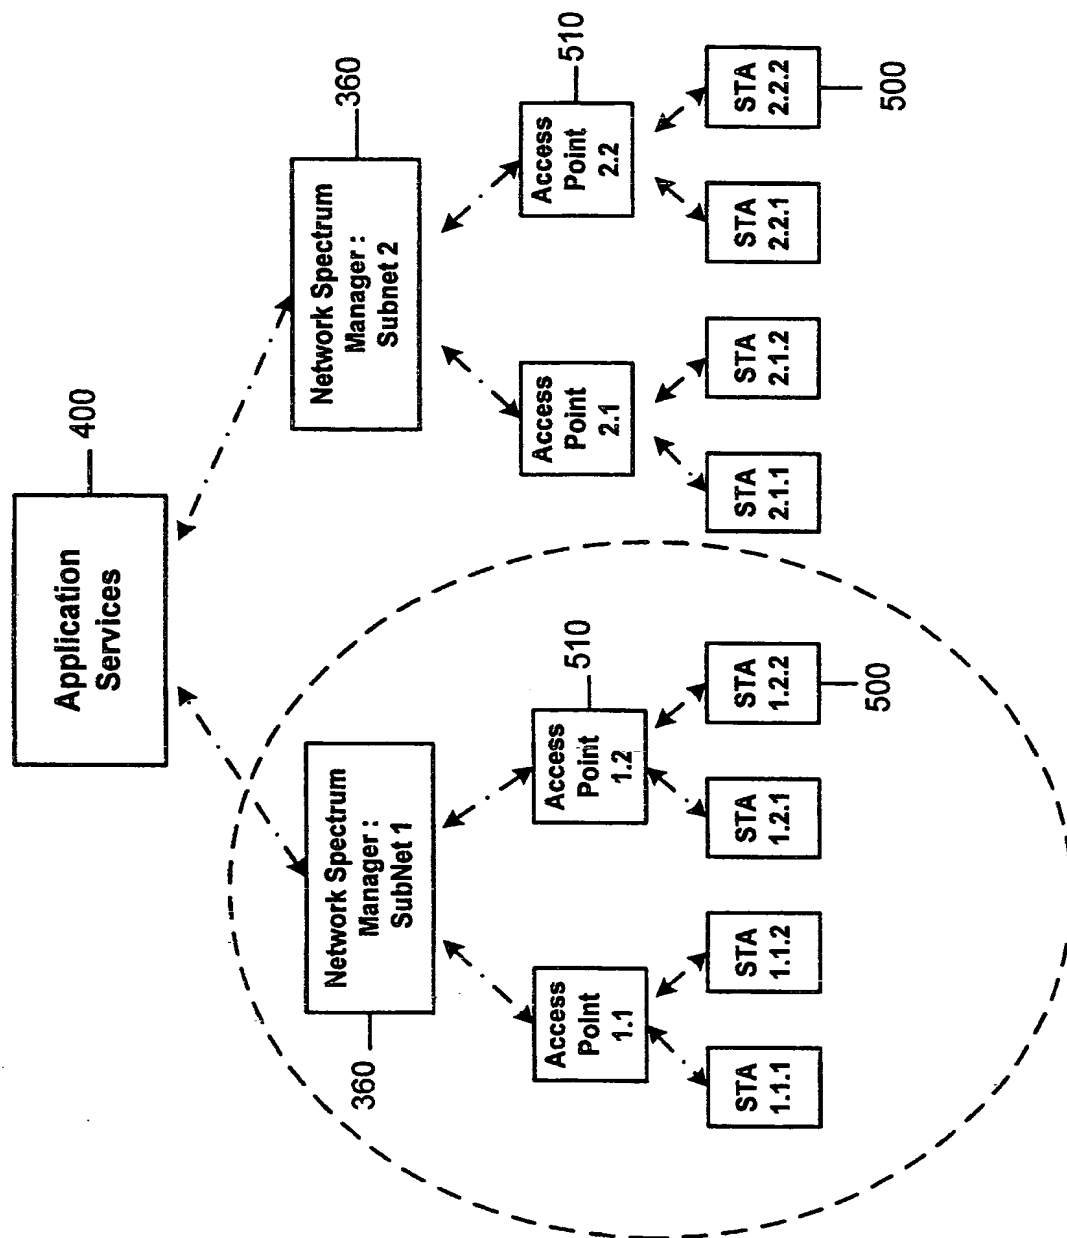 Application
Services
400
Network Spectrum
Manager :
SubNet 1
360
Network Spectrum
Manager :
Subnet 2
360
Access
Point
1.1
Access
Point
1.2
510
Access
Point
2.1
Access
Point
2.2
510
STA
1.1.1
STA
1.1.2
STA
1.2.1
STA
1.2.2
500
STA
2.1.1
STA
2.1.2
STA
2.2.1
STA
2.2.2
500